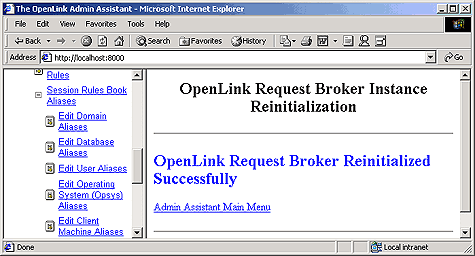 The OpenLink Admin Assistant - Microsoft Internet Explorer
File Edit View Favorites Tools Help
Back Search Favorites History
Address http://localhost:8000 Go
Rules
Session Rules Book
Aliases
Edit Domain
Aliases
Edit Database
Aliases
Edit User Aliases
Edit Operating
System (Opsys)
Aliases
Edit Client
Machine Aliases
OpenLink Request Broker Instance
Reinitialization
OpenLink Request Broker Reinitialized
Successfully
Admin Assistant Main Menu
Done Local intranet